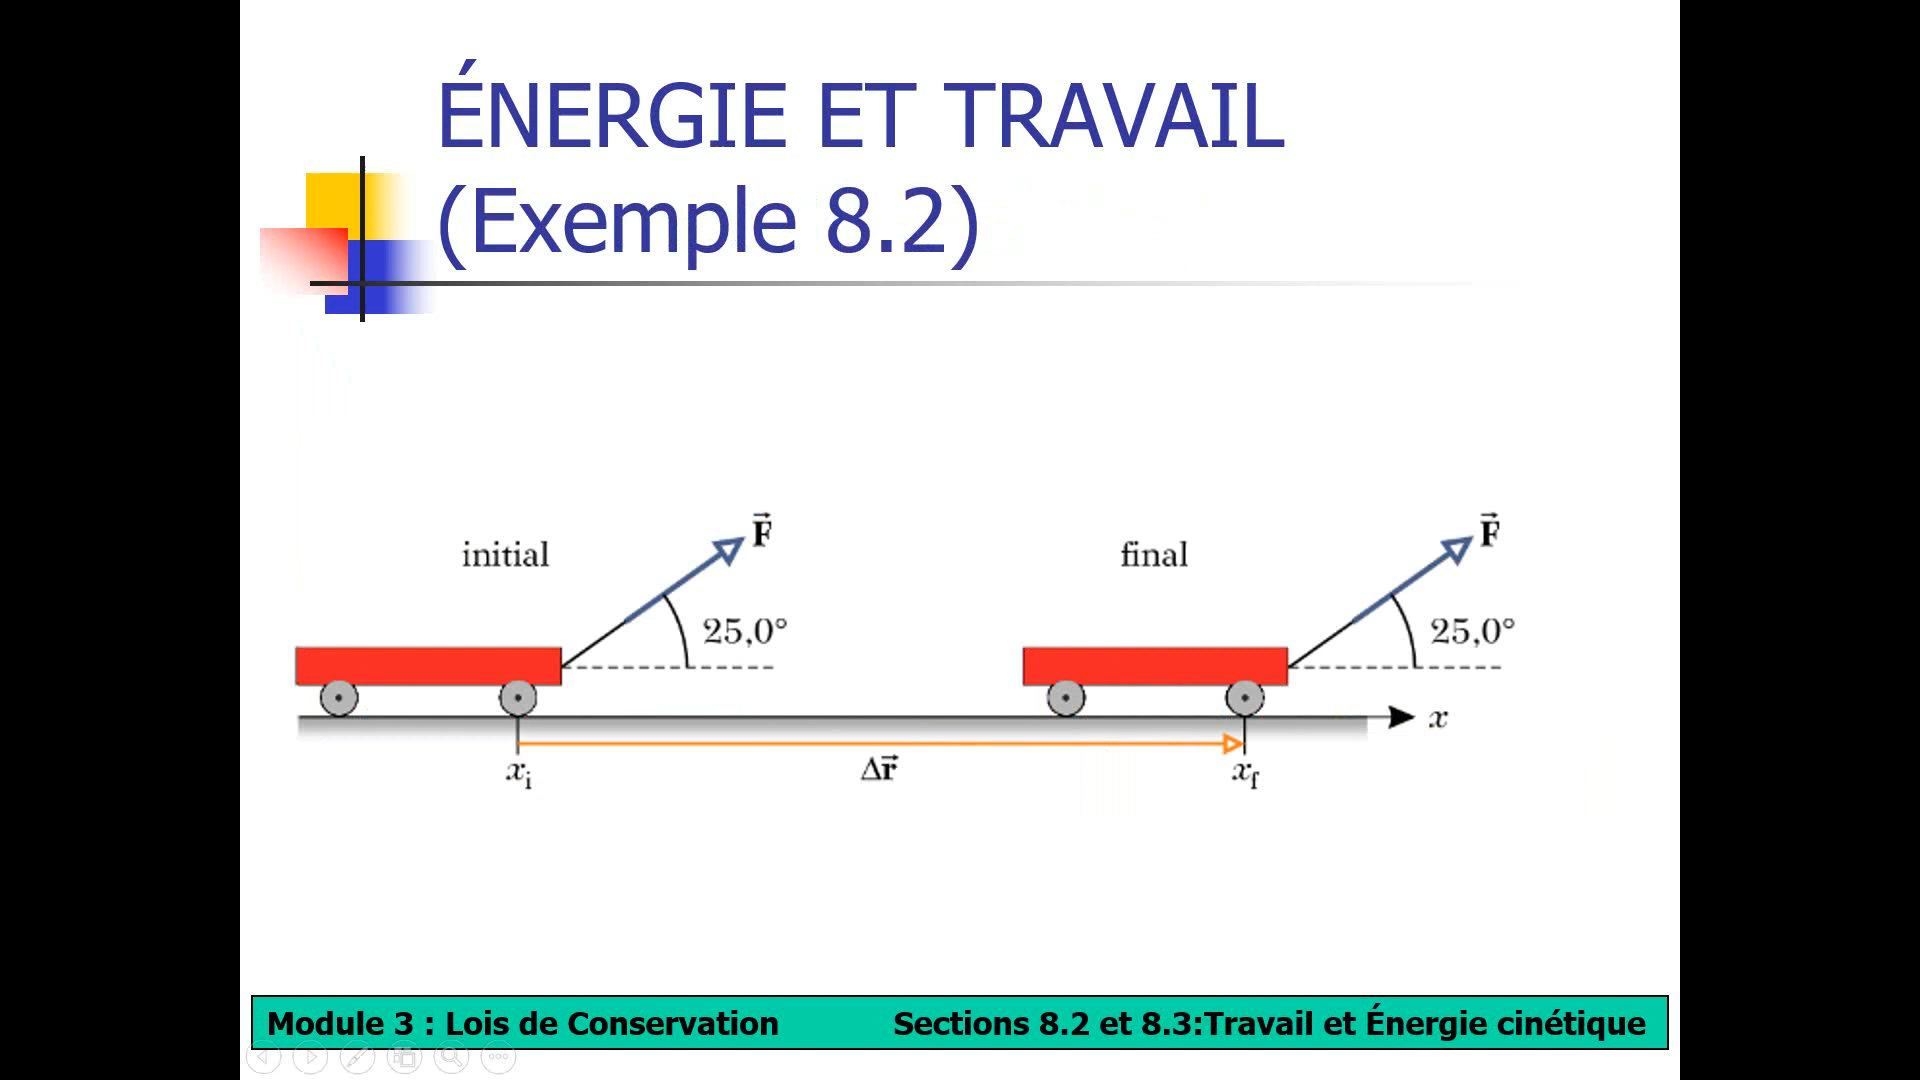 ÉNERGIE ET TRAVAIL
(Exemple 8.2)
initial
F⃗
25,0°
final
F⃗
25,0°
x
xᵢ
Δr⃗
x_f
Module 3 : Lois de Conservation Sections 8.2 et 8.3:Travail et Énergie cinétique